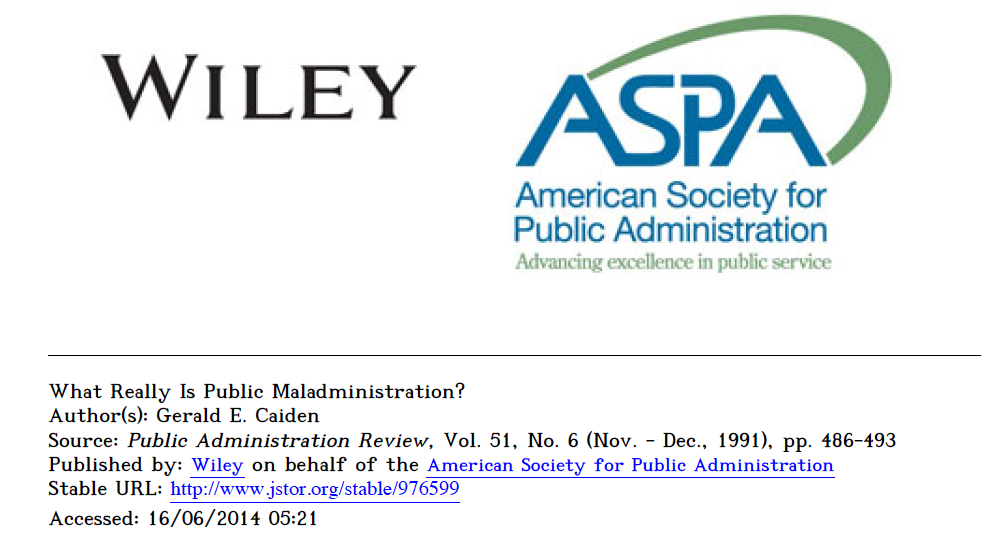 WILEY
ASPA
American Society for
Public Administration
Advancing excellence in public service
What Really Is Public Maladministration?
Author(s): Gerald E. Caiden
Source: Public Administration Review, Vol. 51, No. 6 (Nov. - Dec., 1991), pp. 486-493
Published by: Wiley on behalf of the American Society for Public Administration
Stable URL: http://www.jstor.org/stable/976599
Accessed: 16/06/2014 05:21